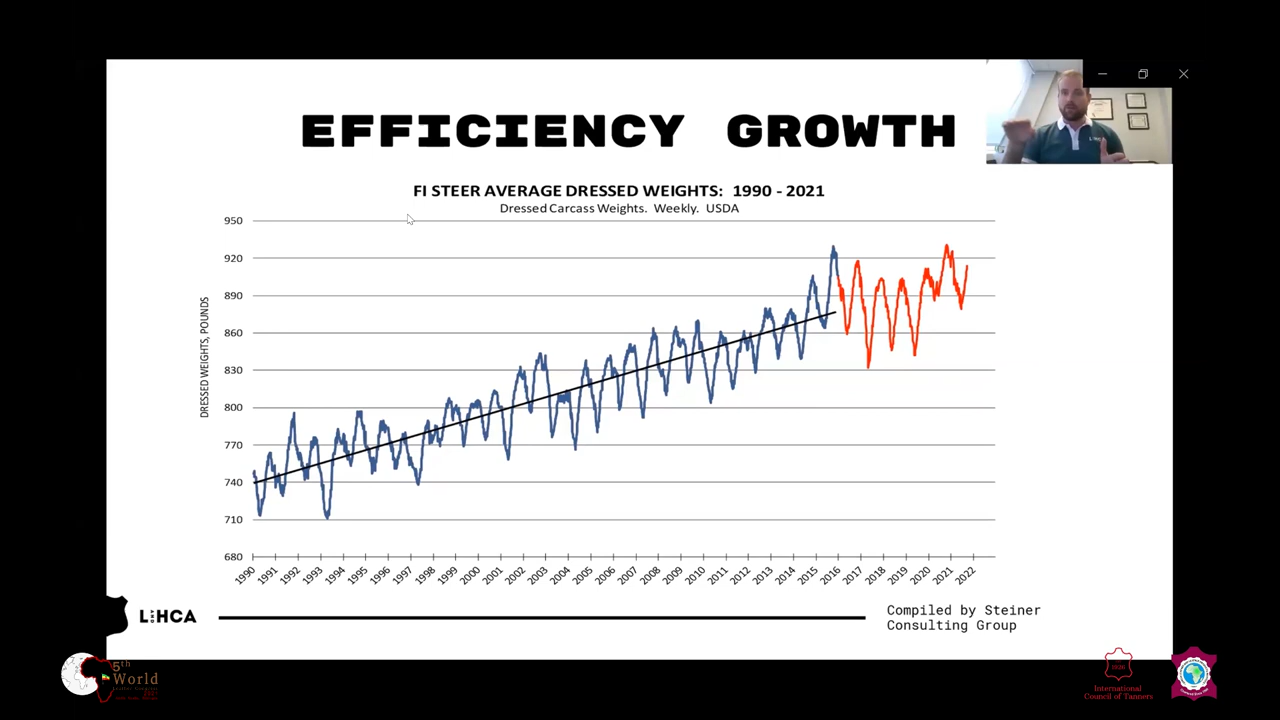 EFFICIENCY GROWTH
FI STEER AVERAGE DRESSED WEIGHTS: 1990 - 2021
Dressed Carcass Weights. Weekly. USDA
DRESSED WEIGHTS, POUNDS
950
920
890
860
830
800
770
740
710
680
1990 1991 1992 1993 1994 1995 1996 1997 1998 1999 2000 2001 2002 2003 2004 2005 2006 2007 2008 2009 2010 2011 2012 2013 2014 2015 2016 2017 2018 2019 2020 2021 2022
Compiled by Steiner
Consulting Group
5th
World
1926
International
Council of Tanners